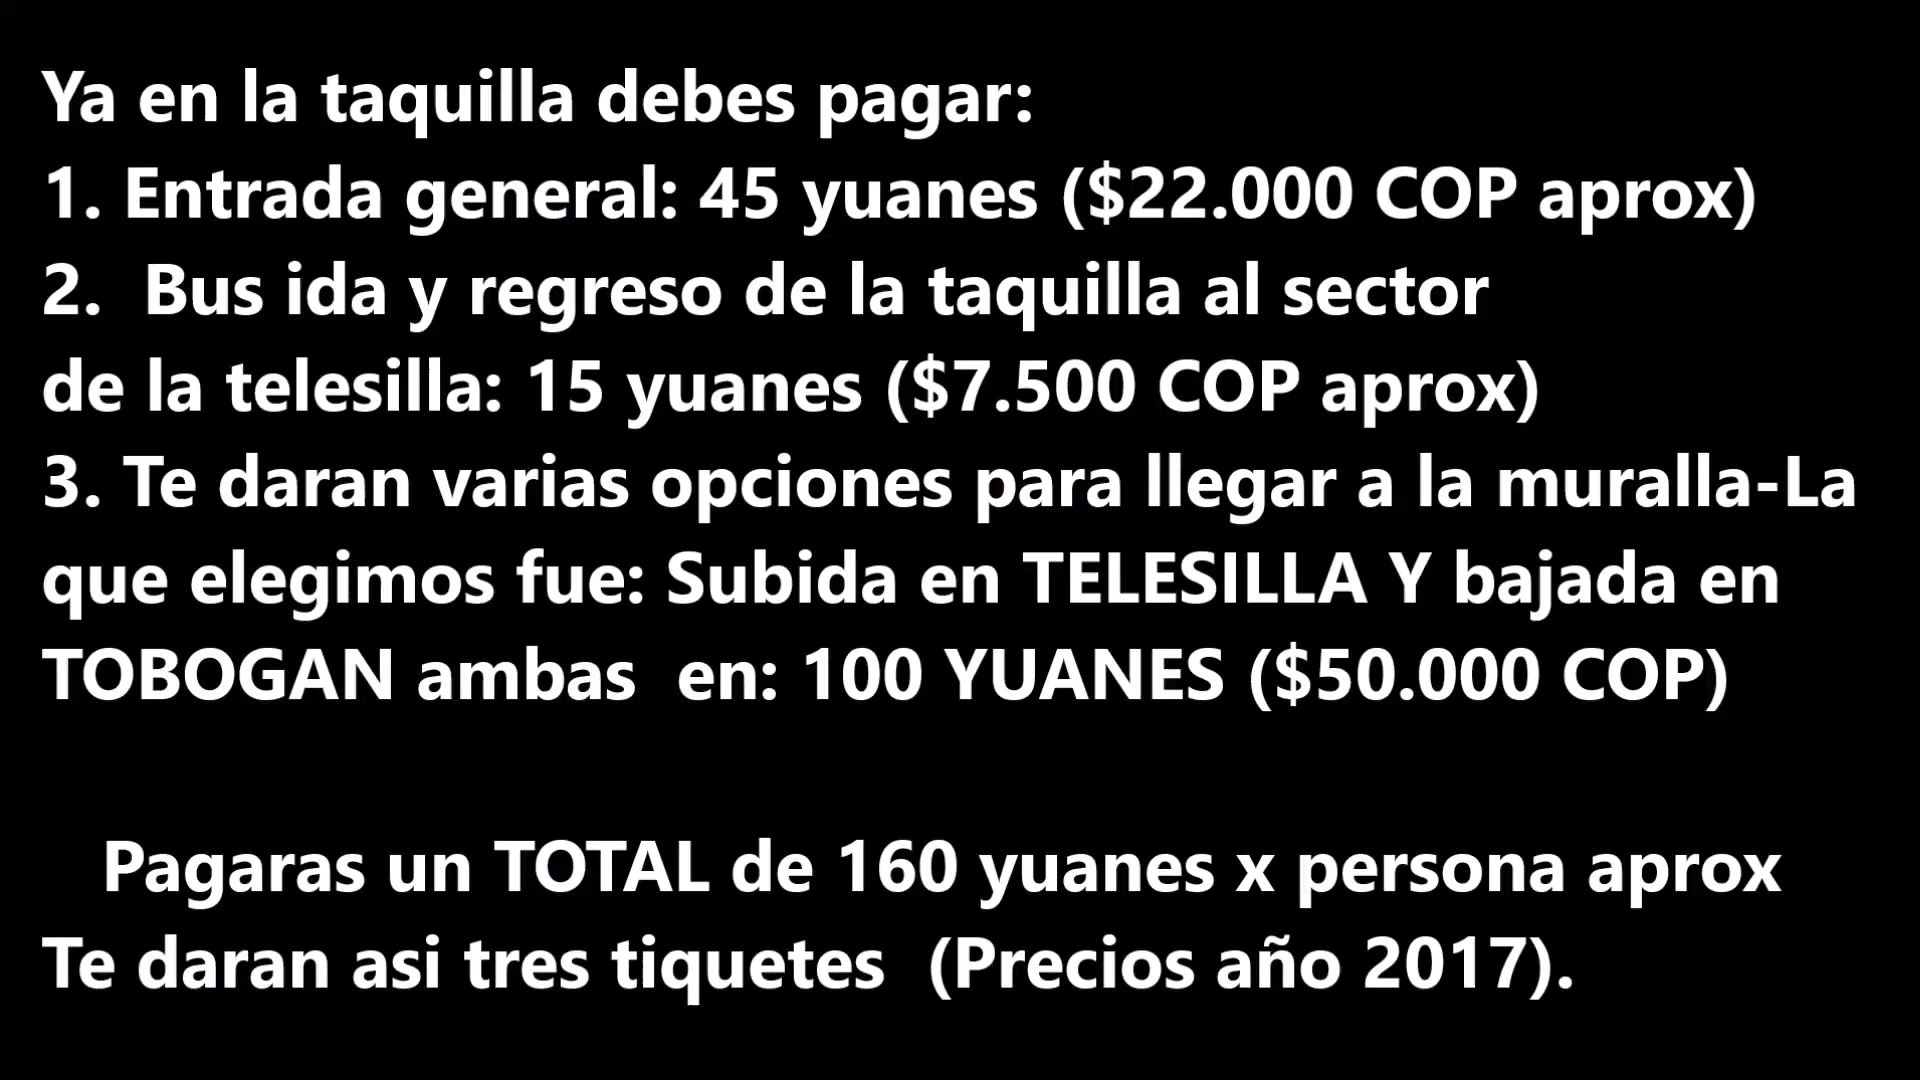 Ya en la taquilla debes pagar:
1. Entrada general: 45 yuanes ($22.000 COP aprox)
2.  Bus ida y regreso de la taquilla al sector
de la telesilla: 15 yuanes ($7.500 COP aprox)
3. Te daran varias opciones para llegar a la muralla-La
que elegimos fue: Subida en TELESILLA Y bajada en
TOBOGAN ambas  en: 100 YUANES ($50.000 COP)
Pagaras un TOTAL de 160 yuanes x persona aprox
Te daran asi tres tiquetes  (Precios año 2017).